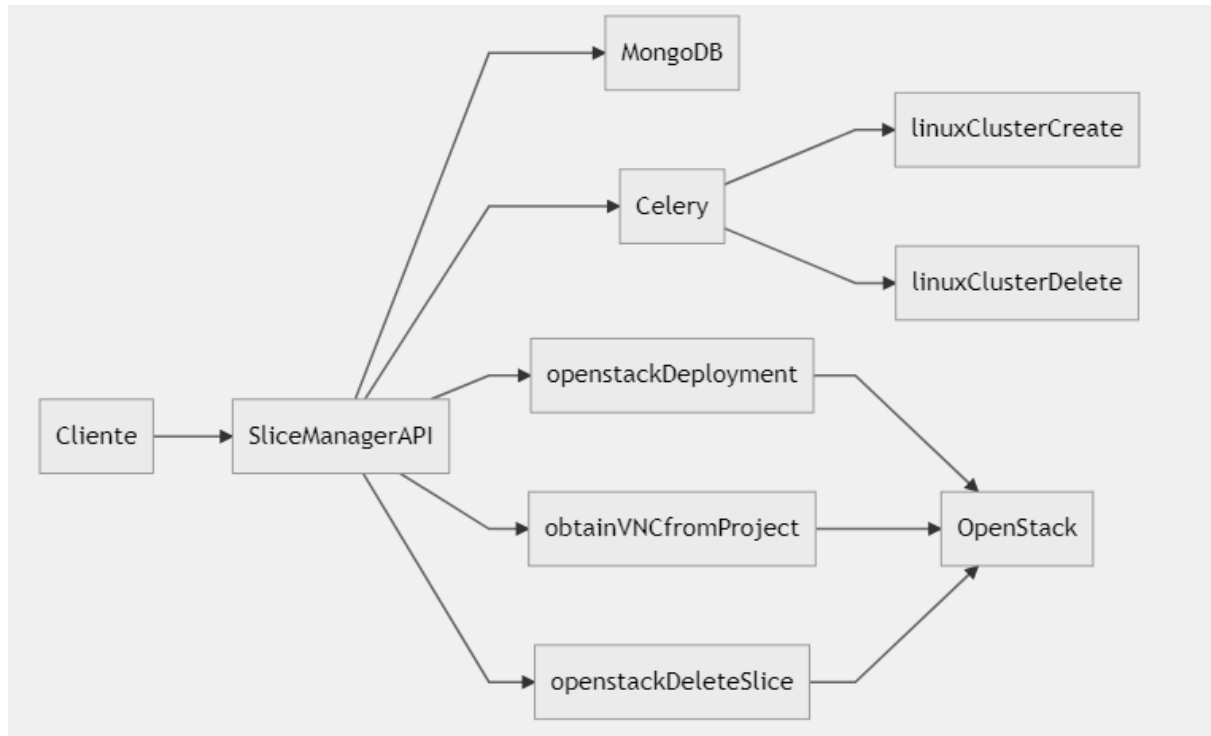 MongoDB
linuxClusterCreate
Celery
linuxClusterDelete
openstackDeployment
Cliente
SliceManagerAPI
obtainVNCfromProject
OpenStack
openstackDeleteSlice